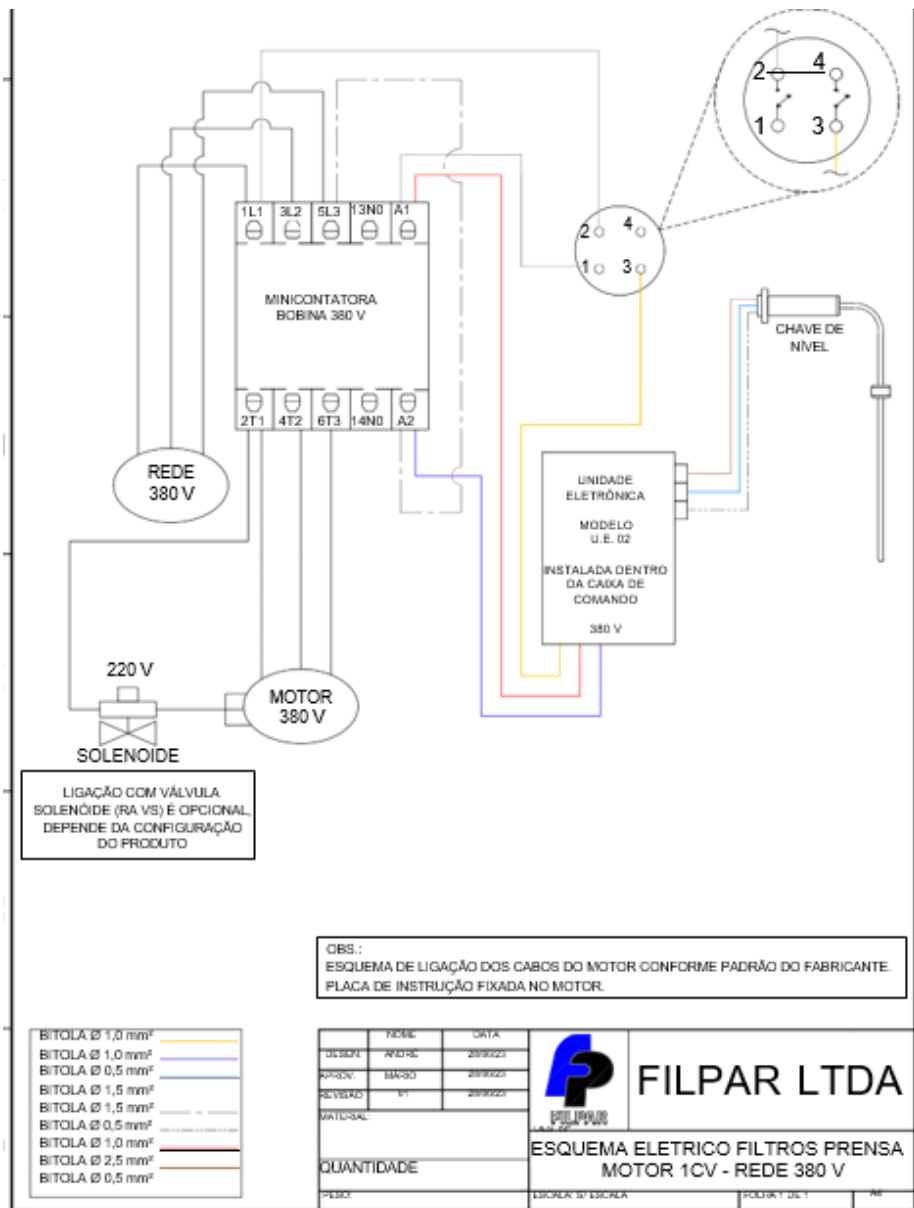 2 4
1 3
1L1 3L2 5L3 13N0 A1
2 4
1 3
MINICONTATORA
BOBINA 380 V
CHAVE DE
NÍVEL
2T1 4T2 6T3 14N0 A2
REDE
380 V
UNIDADE
ELETRÔNICA
MODELO
U.E. 02
INSTALADA DENTRO
DA CAIXA DE
COMANDO
380 V
220 V
SOLENOIDE
MOTOR
380 V
LIGAÇÃO COM VÁLVULA
SOLENÓIDE (RA VS) É OPCIONAL,
DEPENDE DA CONFIGURAÇÃO
DO PRODUTO
OBS.:
ESQUEMA DE LIGAÇÃO DOS CABOS DO MOTOR CONFORME PADRÃO DO FABRICANTE.
PLACA DE INSTRUÇÃO FIXADA NO MOTOR.
BITOLA Ø 1,0 mm²
BITOLA Ø 1,0 mm²
BITOLA Ø 0,5 mm²
BITOLA Ø 1,5 mm²
BITOLA Ø 1,5 mm²
BITOLA Ø 0,5 mm²
BITOLA Ø 1,0 mm²
BITOLA Ø 2,5 mm²
BITOLA Ø 0,5 mm²
NOME DATA
DESEN. ANDRE
APROV. MARIO
REVISÃO 01
MATERIAL:
QUANTIDADE
PESO:
FILPAR
FILPAR LTDA
ESQUEMA ELETRICO FILTROS PRENSA
MOTOR 1CV - REDE 380 V
ESCALA: S/ ESCALA FOLHA 1 DE 1 A4